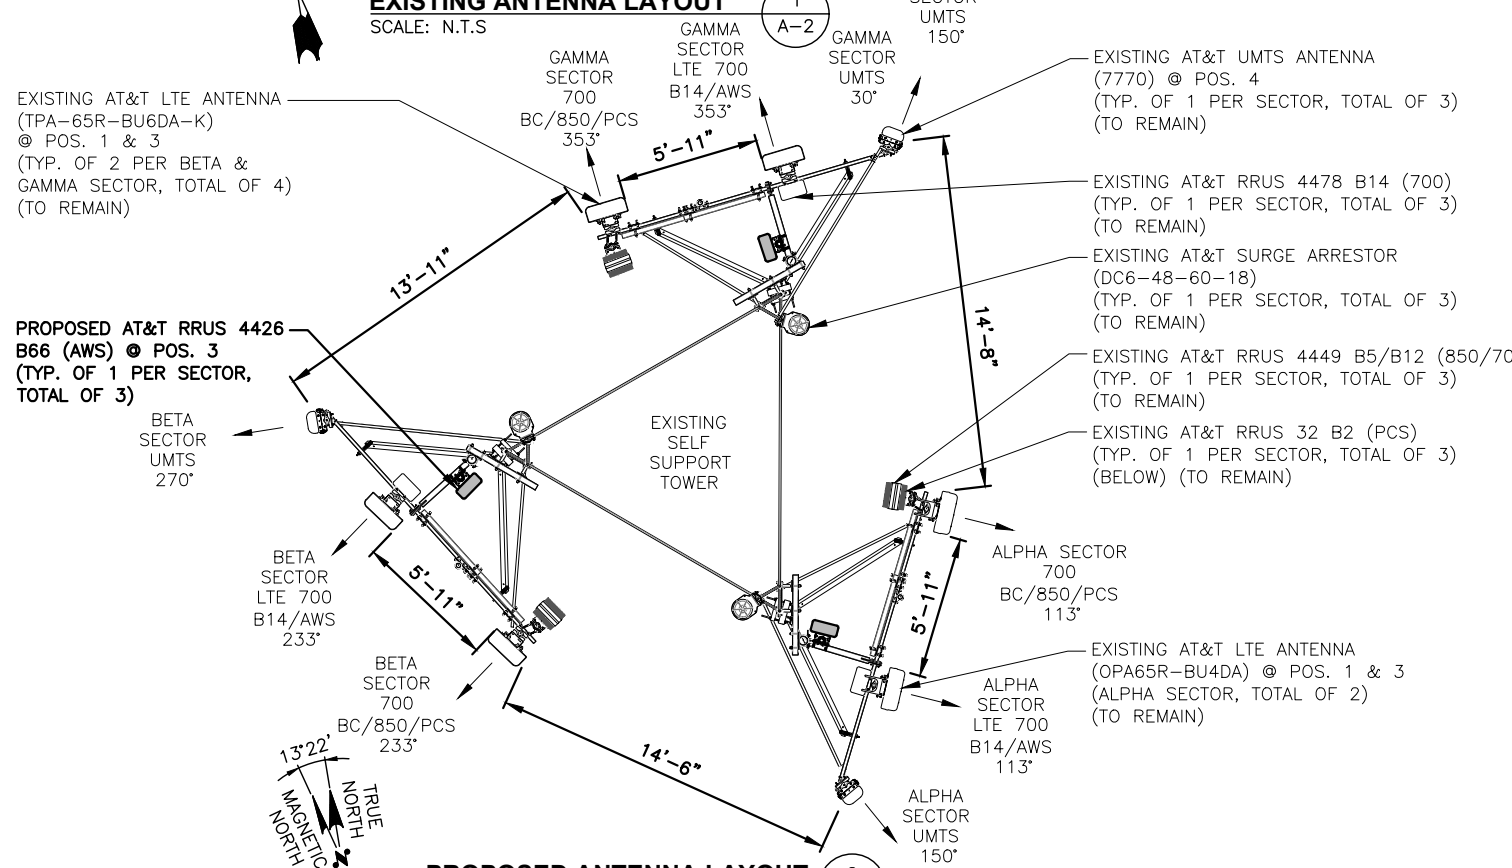 EXISTING ANTENNA LAYOUT
SCALE: N.T.S
1
A-2
UMTS
150°
GAMMA
SECTOR
700
BC/850/PCS
353°
GAMMA
SECTOR
LTE 700
B14/AWS
353°
GAMMA
SECTOR
UMTS
30°
EXISTING AT&T LTE ANTENNA
(TPA-65R-BU6DA-K)
@ POS. 1 & 3
(TYP. OF 2 PER BETA &
GAMMA SECTOR, TOTAL OF 4)
(TO REMAIN)
EXISTING AT&T UMTS ANTENNA
(7770) @ POS. 4
(TYP. OF 1 PER SECTOR, TOTAL OF 3)
(TO REMAIN)
5'-11"
EXISTING AT&T RRUS 4478 B14 (700)
(TYP. OF 1 PER SECTOR, TOTAL OF 3)
(TO REMAIN)
13'-11"
EXISTING AT&T SURGE ARRESTOR
(DC6-48-60-18)
(TYP. OF 1 PER SECTOR, TOTAL OF 3)
(TO REMAIN)
14'-8"
PROPOSED AT&T RRUS 4426
B66 (AWS) @ POS. 3
(TYP. OF 1 PER SECTOR,
TOTAL OF 3)
EXISTING AT&T RRUS 4449 B5/B12 (850/70
(TYP. OF 1 PER SECTOR, TOTAL OF 3)
(TO REMAIN)
BETA
SECTOR
UMTS
270°
EXISTING
SELF
SUPPORT
TOWER
EXISTING AT&T RRUS 32 B2 (PCS)
(TYP. OF 1 PER SECTOR, TOTAL OF 3)
(BELOW) (TO REMAIN)
BETA
SECTOR
LTE 700
B14/AWS
233°
5'-11"
ALPHA SECTOR
700
BC/850/PCS
113°
5'-11"
BETA
SECTOR
700
BC/850/PCS
233°
EXISTING AT&T LTE ANTENNA
(OPA65R-BU4DA) @ POS. 1 & 3
(ALPHA SECTOR, TOTAL OF 2)
(TO REMAIN)
ALPHA
SECTOR
LTE 700
B14/AWS
113°
14'-6"
13°22'
MAGNETIC
NORTH
TRUE
NORTH
N
ALPHA
SECTOR
UMTS
150°
PROPOSED ANTENNA LAYOUT